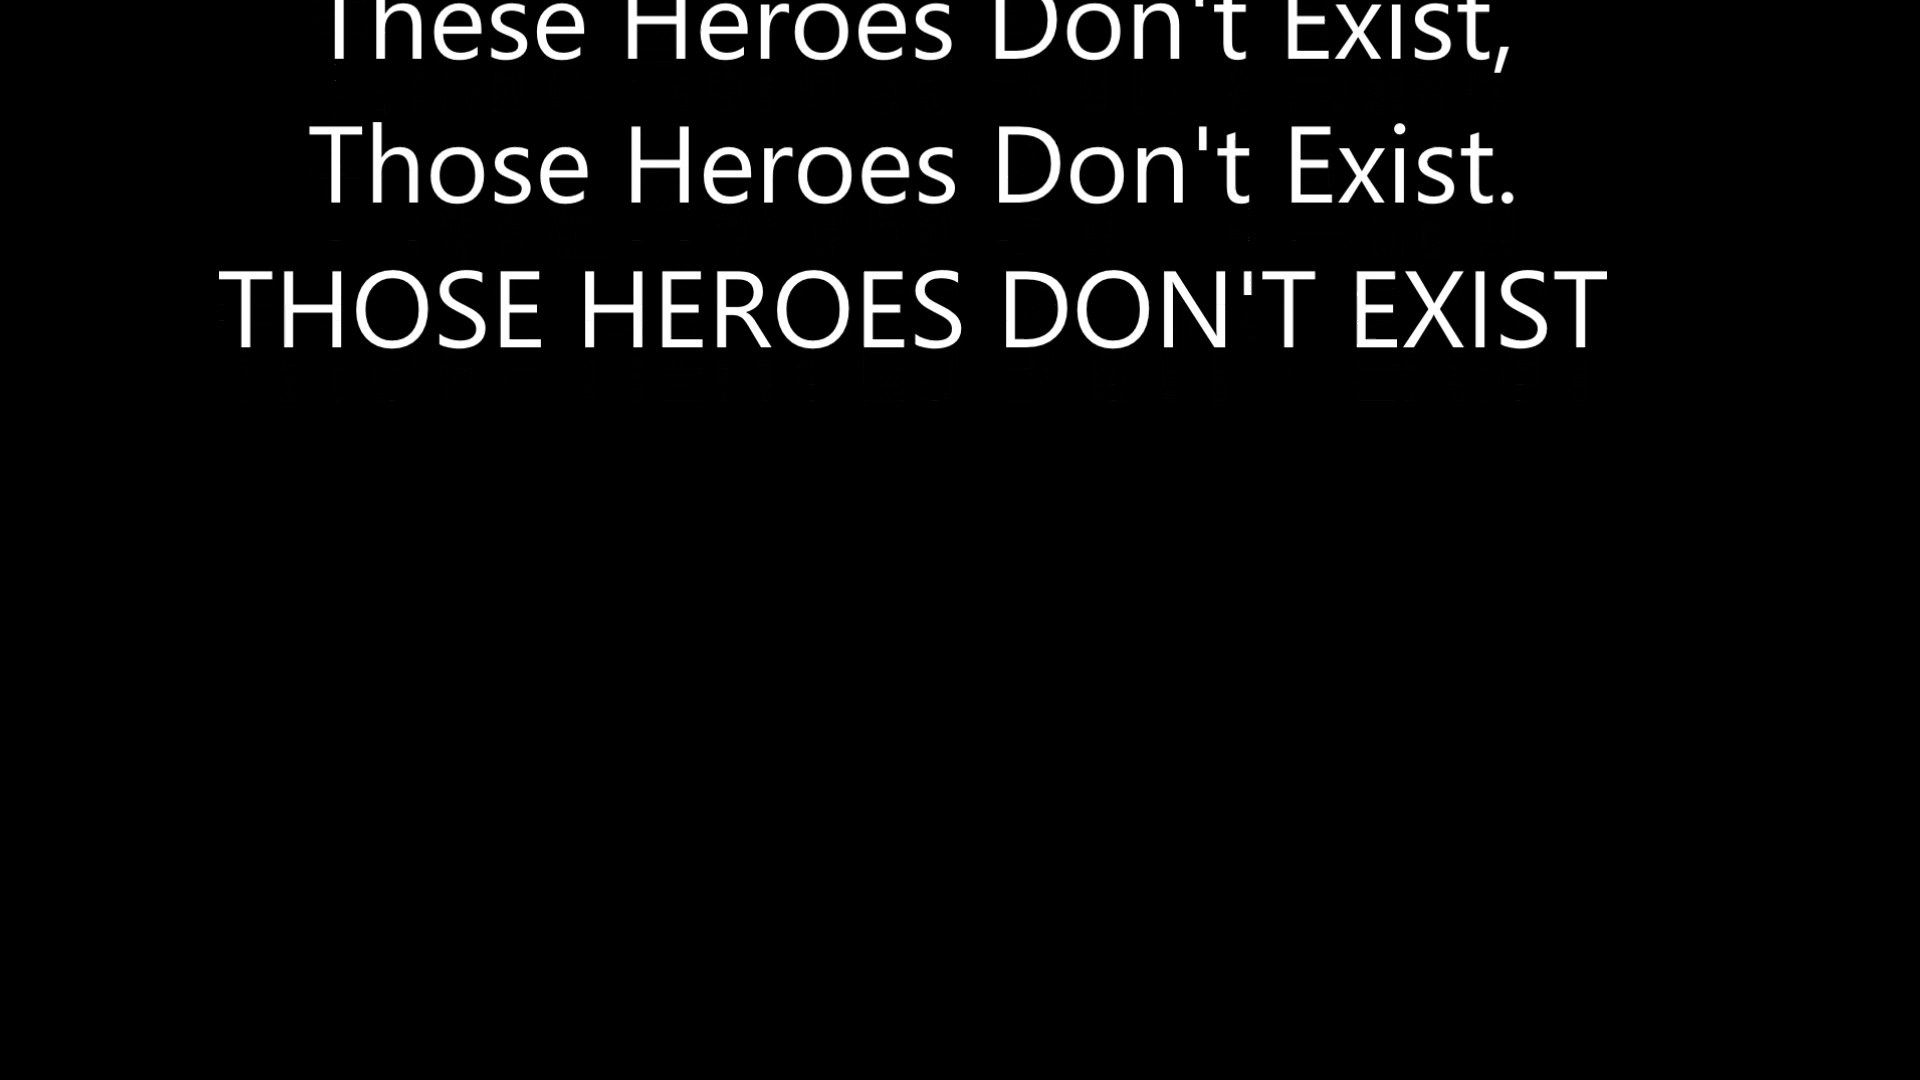 These Heroes Don't Exist,
Those Heroes Don't Exist.
THOSE HEROES DON'T EXIST